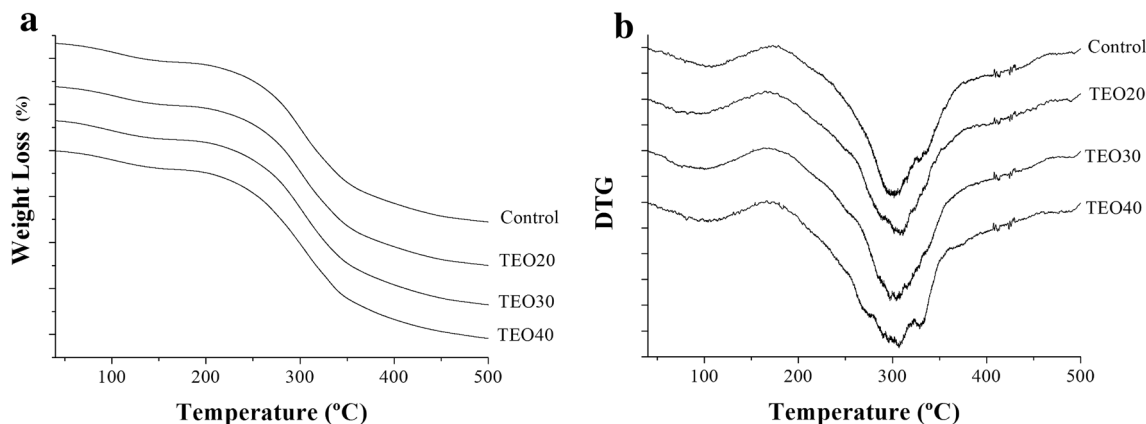 a
Weight Loss (%)
Control
TEO20
TEO30
TEO40
100 200 300 400 500
Temperature (ºC)
b
DTG
Control
TEO20
TEO30
TEO40
100 200 300 400 500
Temperature (ºC)